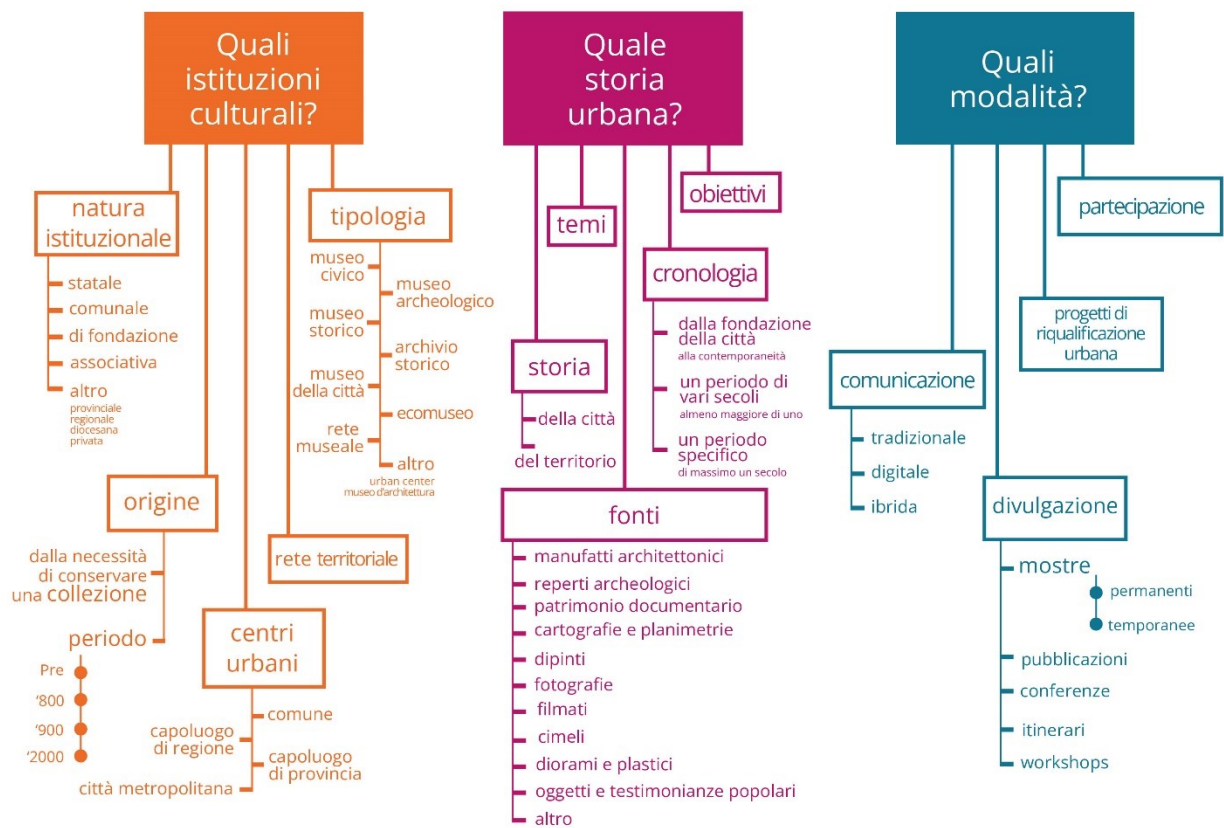 Quali
istituzioni
culturali?
natura
istituzionale
statale
comunale
di fondazione
associativa
altro
provinciale
regionale
diocesana
privata
tipologia
museo
civico
museo
archeologico
museo
storico
archivio
storico
museo
della città
ecomuseo
rete
museale
altro
urban center
museo d'architettura
origine
dalla necessità
di conservare
una collezione
periodo
Pre
‘800
‘900
‘2000
rete territoriale
centri
urbani
comune
capoluogo
di regione
capoluogo
di provincia
città metropolitana
Quale
storia
urbana?
obiettivi
temi
cronologia
dalla fondazione
della città
alla contemporaneità
un periodo di
vari secoli
almeno maggiore di uno
un periodo
specifico
di massimo un secolo
storia
della città
del territorio
fonti
manufatti architettonici
reperti archeologici
patrimonio documentario
cartografie e planimetrie
dipinti
fotografie
filmati
cimeli
diorami e plastici
oggetti e testimonianze popolari
altro
Quali
modalità?
partecipazione
progetti di
riqualificazione
urbana
comunicazione
tradizionale
digitale
ibrida
divulgazione
mostre
permanenti
temporanee
pubblicazioni
conferenze
itinerari
workshops